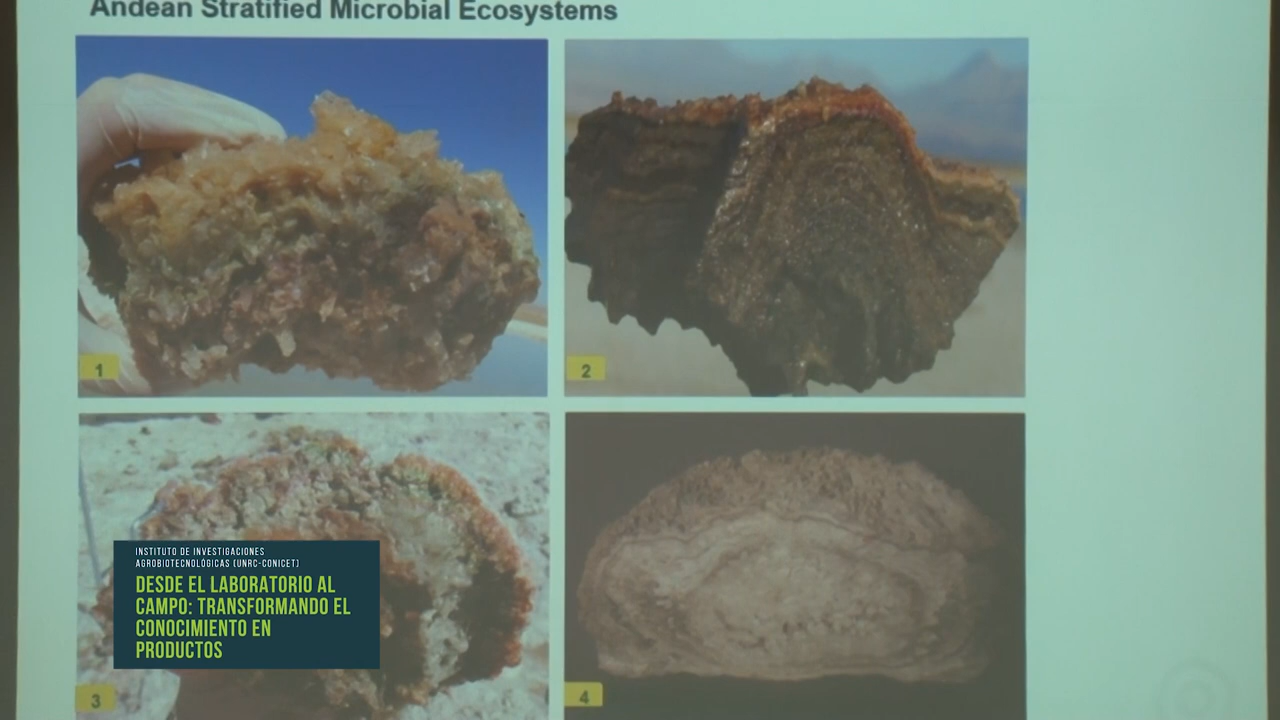 Andean Stratified Microbial Ecosystems
1
2
3
4
INSTITUTO DE INVESTIGACIONES
AGROBIOTECNOLÓGICAS (UNRC-CONICET)
DESDE EL LABORATORIO AL
CAMPO: TRANSFORMANDO EL
CONOCIMIENTO EN
PRODUCTOS